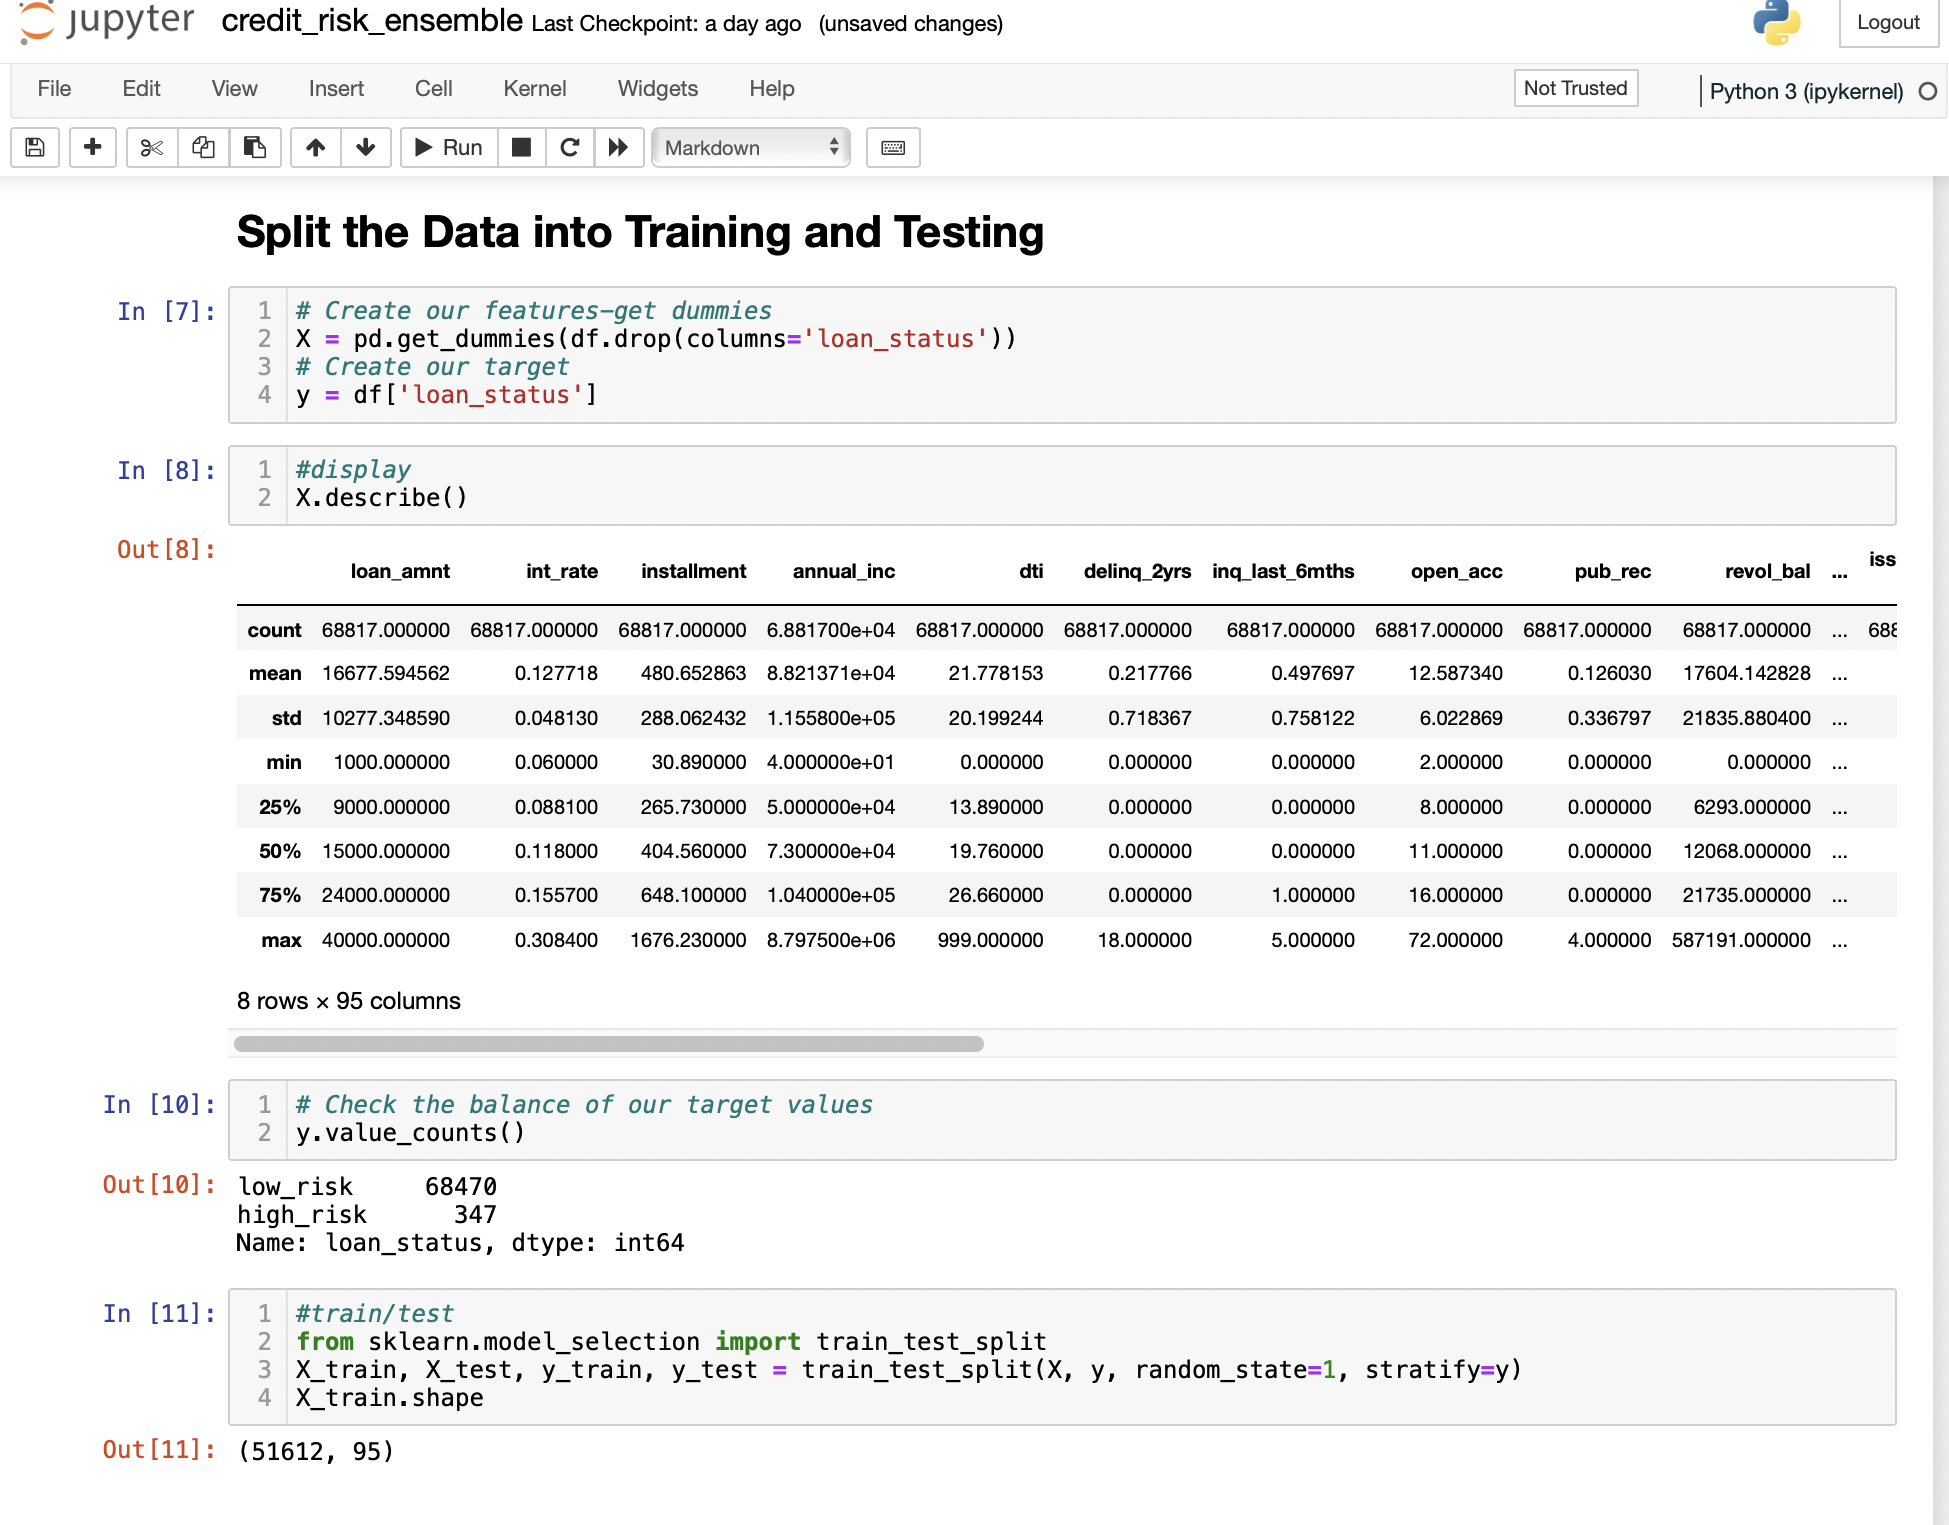 jupyter credit_risk_ensemble Last Checkpoint: a day ago (unsaved changes) Logout
File Edit View Insert Cell Kernel Widgets Help Not Trusted Python 3 (ipykernel)
Run Markdown
Split the Data into Training and Testing
In [7]:
1 # Create our features-get dummies
2 X = pd.get_dummies(df.drop(columns='loan_status'))
3 # Create our target
4 y = df['loan_status']
In [8]:
1 #display
2 X.describe()
Out[8]:
loan_amnt int_rate installment annual_inc dti delinq_2yrs inq_last_6mths open_acc pub_rec revol_bal ... iss
count 68817.000000 68817.000000 68817.000000 6.881700e+04 68817.000000 68817.000000 68817.000000 68817.000000 68817.000000 68817.000000 ... 688
mean 16677.594562 0.127718 480.652863 8.821371e+04 21.778153 0.217766 0.497697 12.587340 0.126030 17604.142828 ...
std 10277.348590 0.048130 288.062432 1.155800e+05 20.199244 0.718367 0.758122 6.022869 0.336797 21835.880400 ...
min 1000.000000 0.060000 30.890000 4.000000e+01 0.000000 0.000000 0.000000 2.000000 0.000000 0.000000 ...
25% 9000.000000 0.088100 265.730000 5.000000e+04 13.890000 0.000000 0.000000 8.000000 0.000000 6293.000000 ...
50% 15000.000000 0.118000 404.560000 7.300000e+04 19.760000 0.000000 0.000000 11.000000 0.000000 12068.000000 ...
75% 24000.000000 0.155700 648.100000 1.040000e+05 26.660000 0.000000 1.000000 16.000000 0.000000 21735.000000 ...
max 40000.000000 0.308400 1676.230000 8.797500e+06 999.000000 18.000000 5.000000 72.000000 4.000000 587191.000000 ...
8 rows × 95 columns
In [10]:
1 # Check the balance of our target values
2 y.value_counts()
Out[10]:
low_risk 68470
high_risk 347
Name: loan_status, dtype: int64
In [11]:
1 #train/test
2 from sklearn.model_selection import train_test_split
3 X_train, X_test, y_train, y_test = train_test_split(X, y, random_state=1, stratify=y)
4 X_train.shape
Out[11]: (51612, 95)